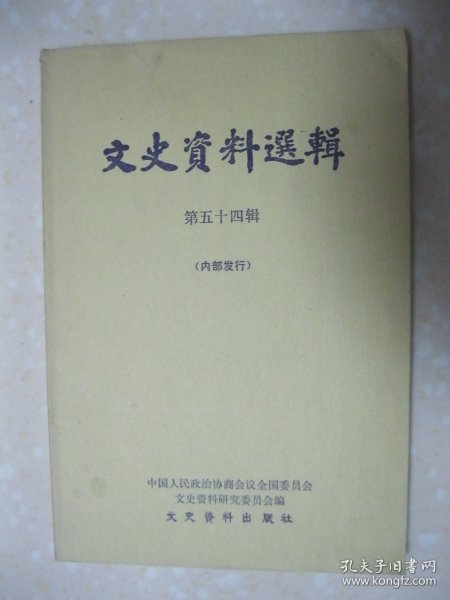 文史資料選輯
第五十四辑
（内部发行）
中国人民政治协商会议全国委员会
文史资料研究委员会编
文史资料出版社
孔夫子旧书网
www.kongfz.com